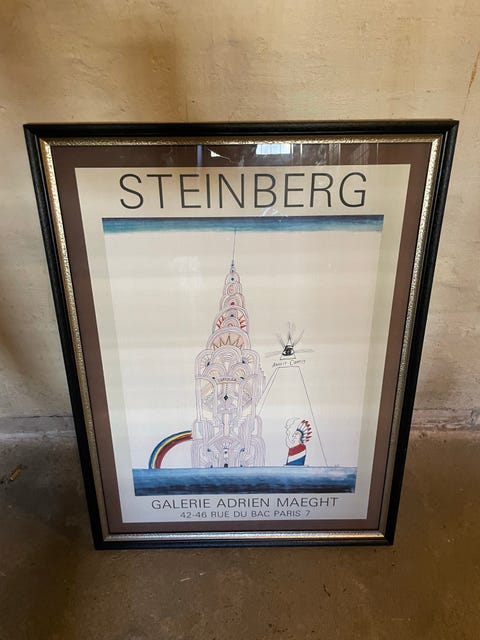 STEINBERG
GALERIE ADRIEN MAEGHT
42-46 RUE DU BAC PARIS 7